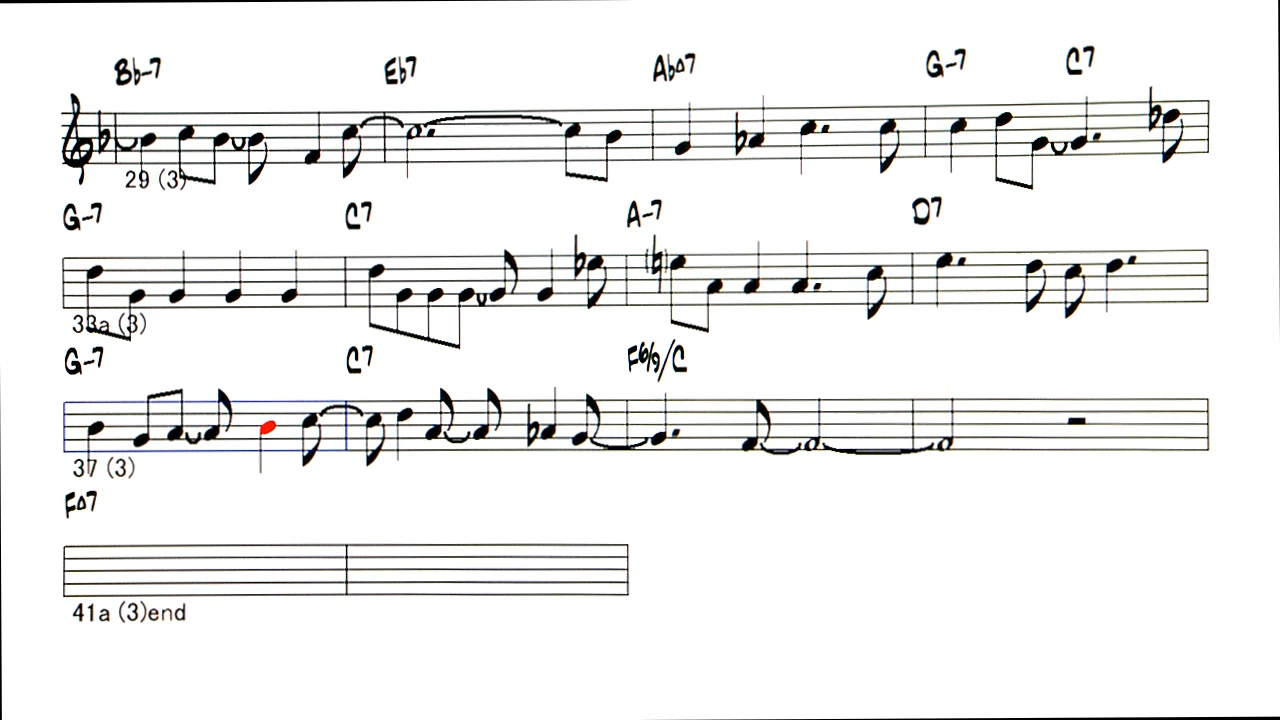 Bb-7 Eb7 Ab△7 G-7 C7
29 (3)
G-7 C7 A-7 D7
33a (3)
G-7 C7 F6/9/C
37 (3)
F△7
41a (3)end